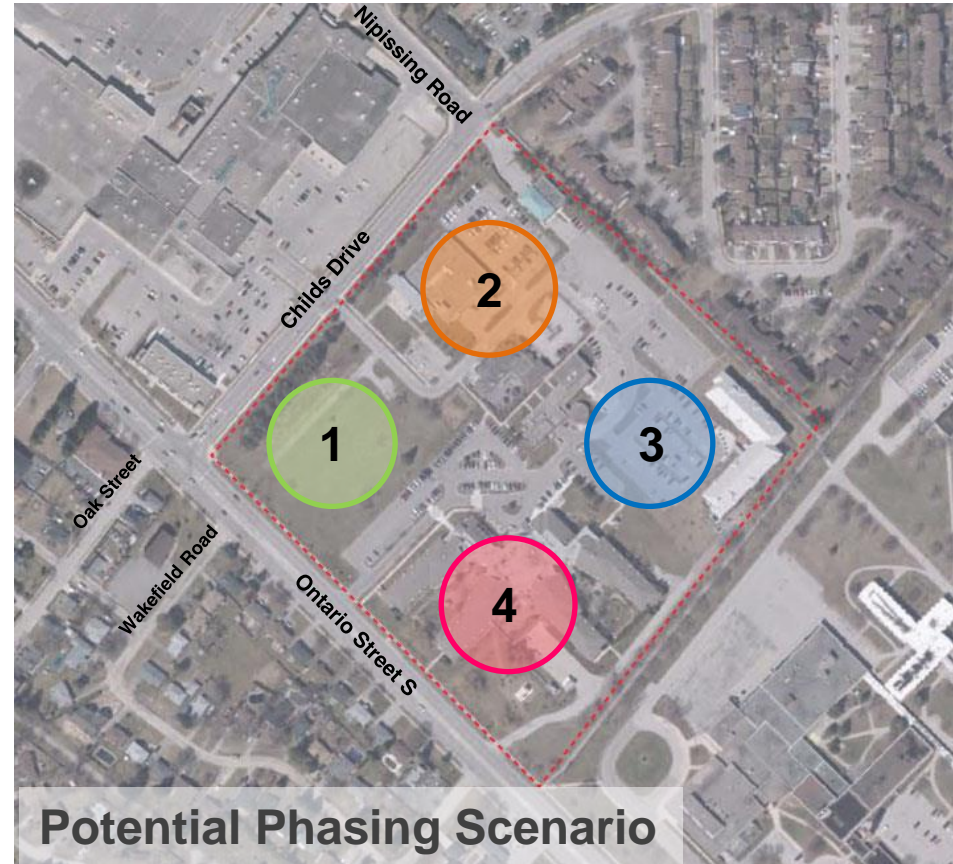 Nipissing Road
Childs Drive
2
1
3
Oak Street
Wakefield Road
Ontario Street S
4
Potential Phasing Scenario